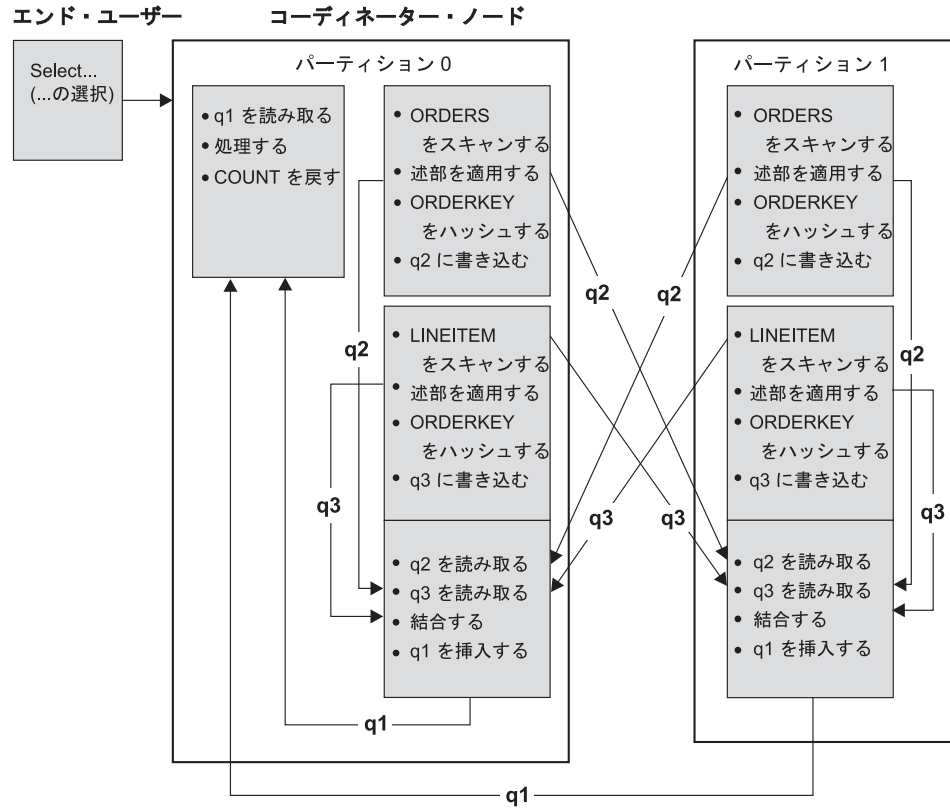 エンド・ユーザー
コーディネーター・ノード
Select...
(...の選択)
パーティション 0
• q1 を読み取る
• 処理する
• COUNT を戻す
• ORDERS
をスキャンする
• 述部を適用する
• ORDERKEY
をハッシュする
• q2 に書き込む
• LINEITEM
をスキャンする
• 述部を適用する
• ORDERKEY
をハッシュする
• q3 に書き込む
• q2 を読み取る
• q3 を読み取る
• 結合する
• q1 を挿入する
q2
q3
q1
q2
q2
q3
q3
パーティション 1
• ORDERS
をスキャンする
• 述部を適用する
• ORDERKEY
をハッシュする
• q2 に書き込む
• LINEITEM
をスキャンする
• 述部を適用する
• ORDERKEY
をハッシュする
• q3 に書き込む
• q2 を読み取る
• q3 を読み取る
• 結合する
• q1 を挿入する
q2
q3
q1